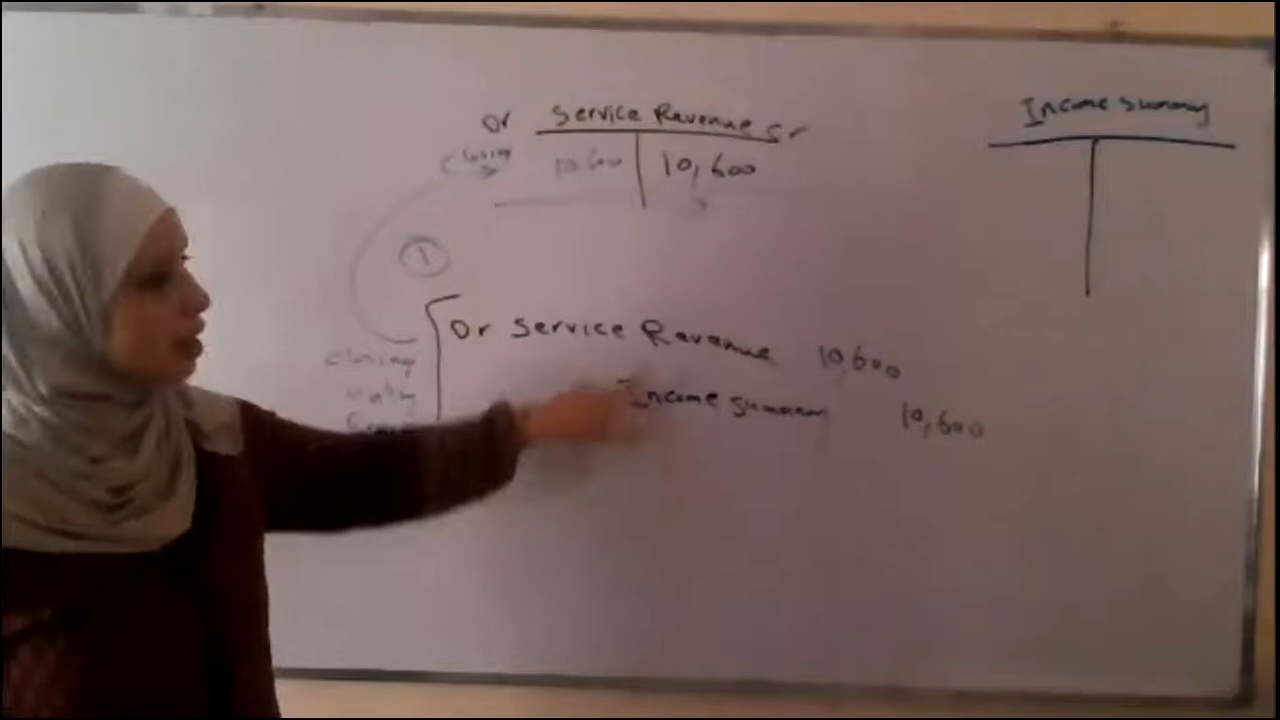 Dr Service Revenue Cr
Income Summary
closing 10,600 10,600
1
Dr Service Revenue 10,600
closing
Income summary 10,600
entry